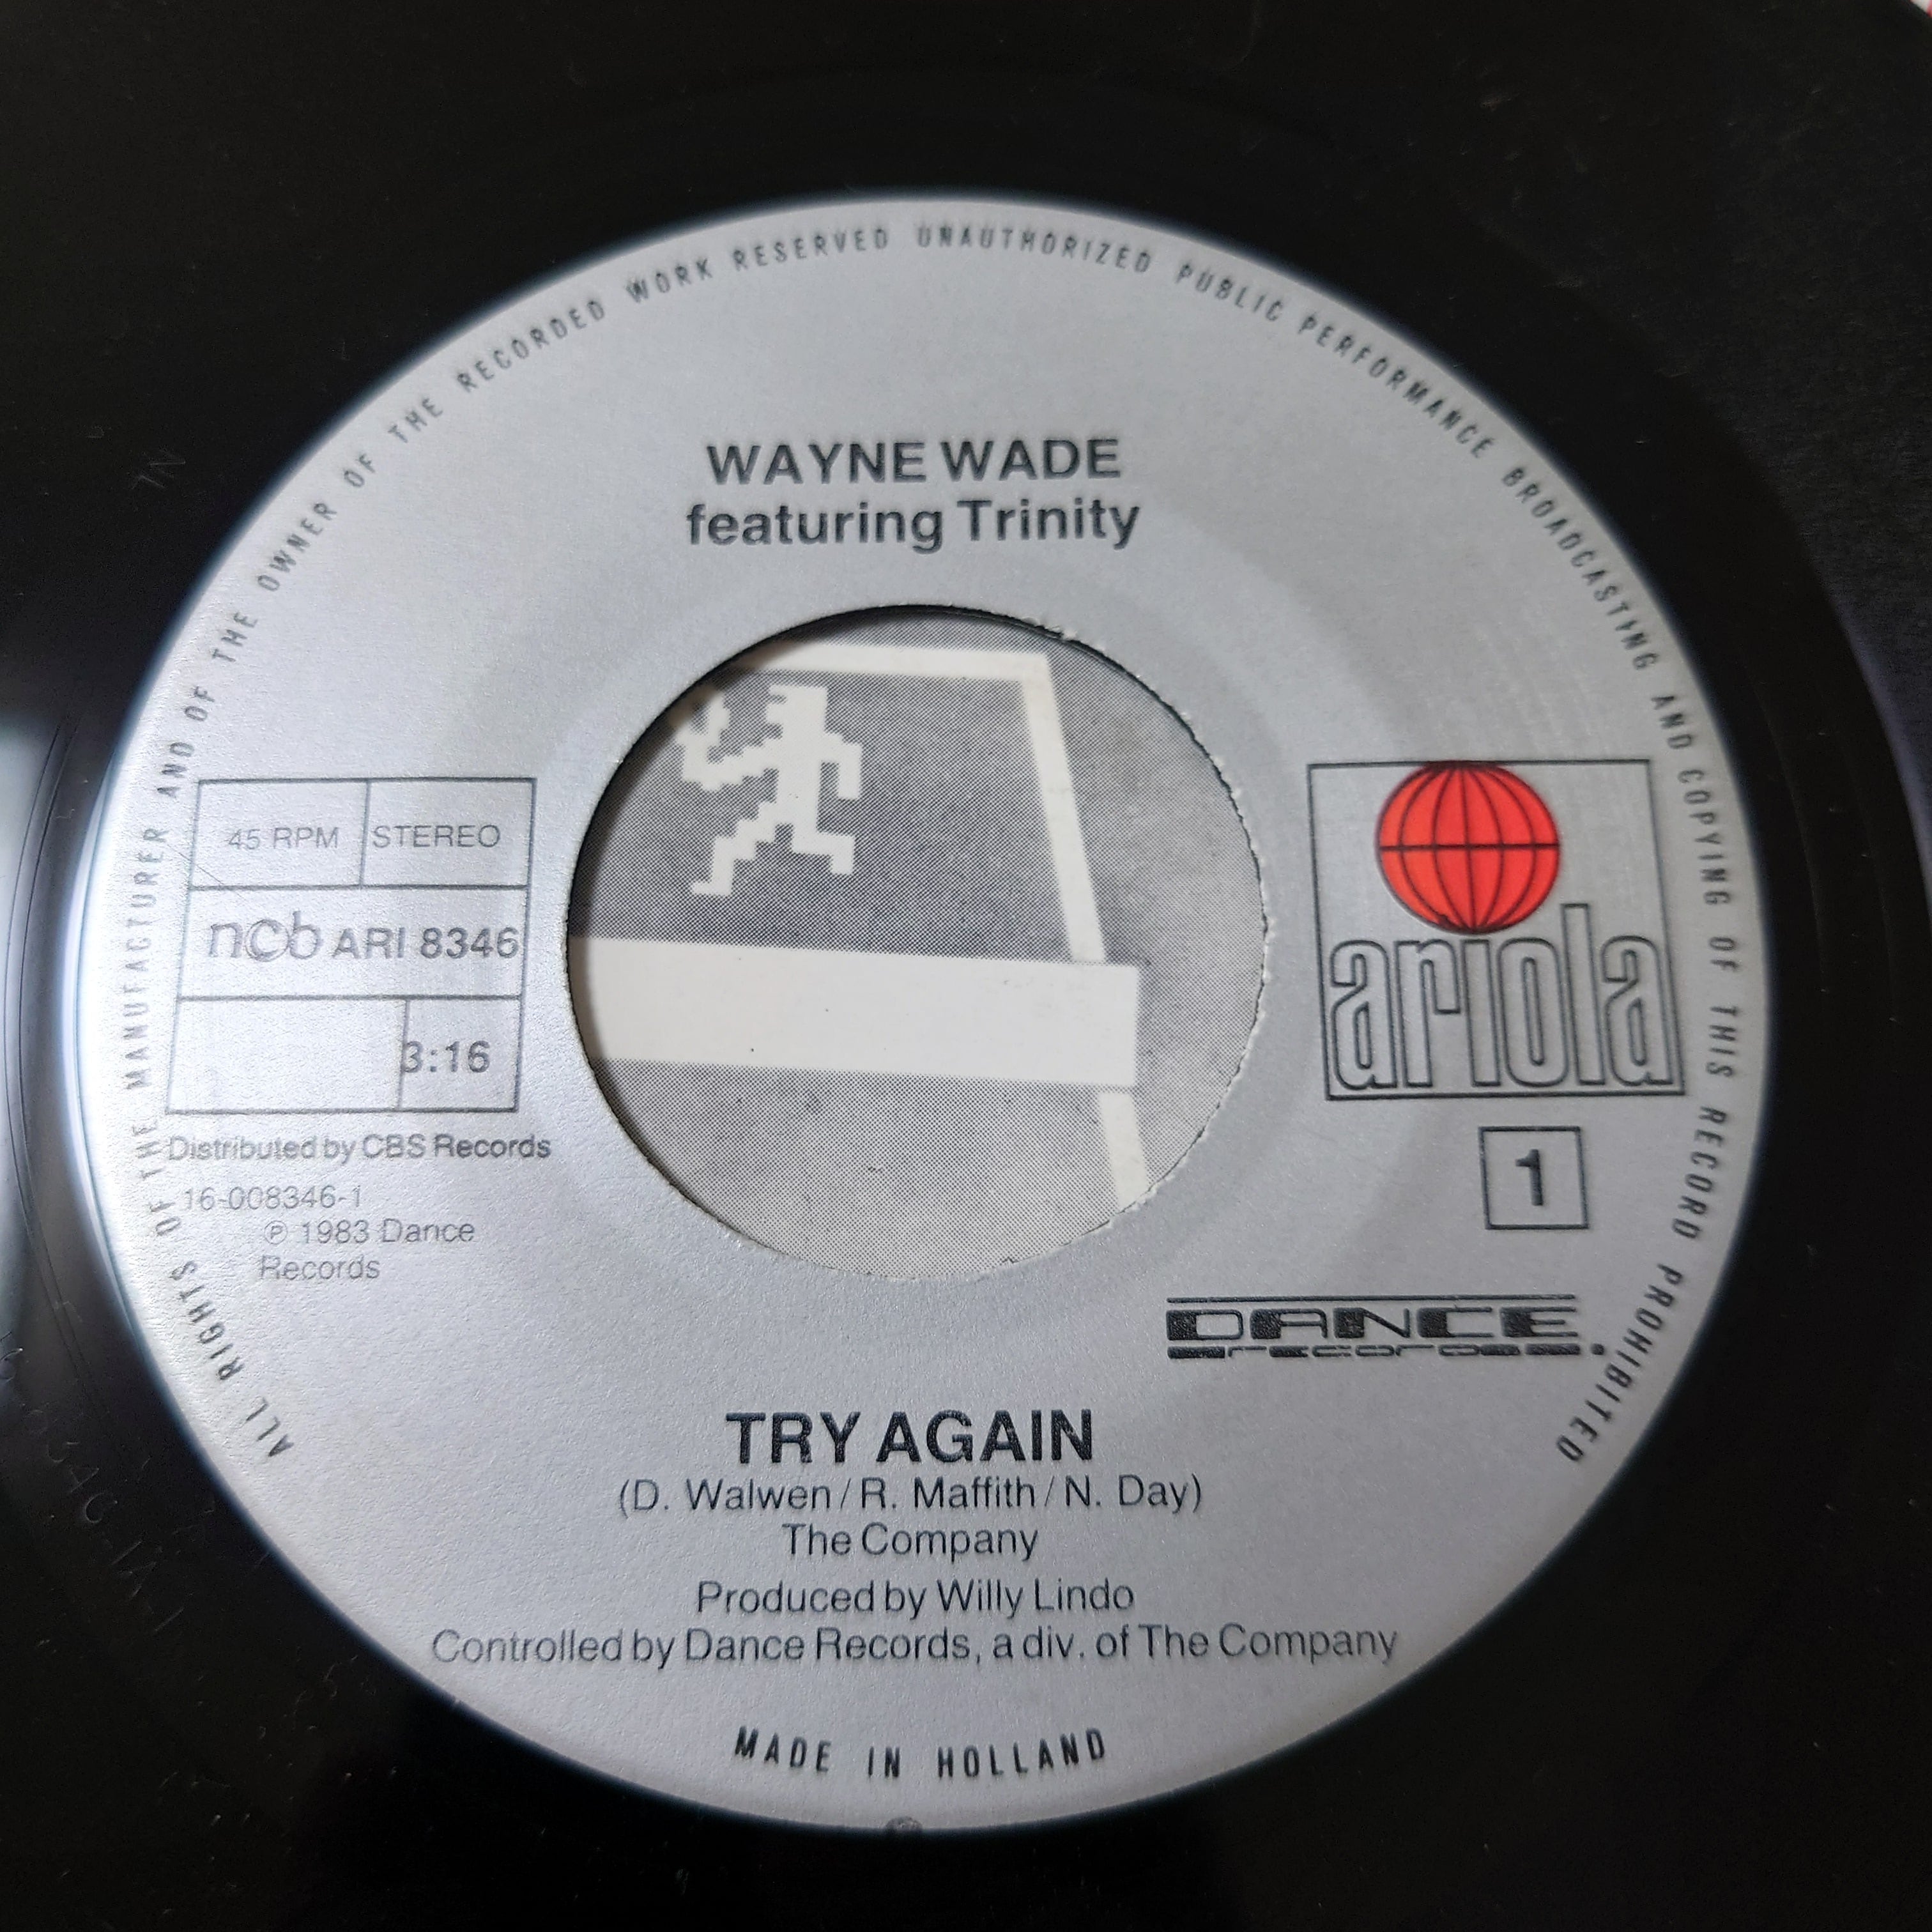 ALL RIGHTS OF THE MANUFACTURER AND OF THE OWNER OF THE RECORDED WORK RESERVED UNAUTHORIZED PUBLIC PERFORMANCE BROADCASTING AND COPYING OF THIS RECORD PROHIBITED
WAYNE WADE
featuring Trinity
45 RPM STEREO
ncb ARI 8346
3:16
Distributed by CBS Records
16-008346-1
℗ 1983 Dance
Records
ariola
1
DANCE
records.
TRY AGAIN
(D. Walwen / R. Maffith / N. Day)
The Company
Produced by Willy Lindo
Controlled by Dance Records, a div. of The Company
MADE IN HOLLAND